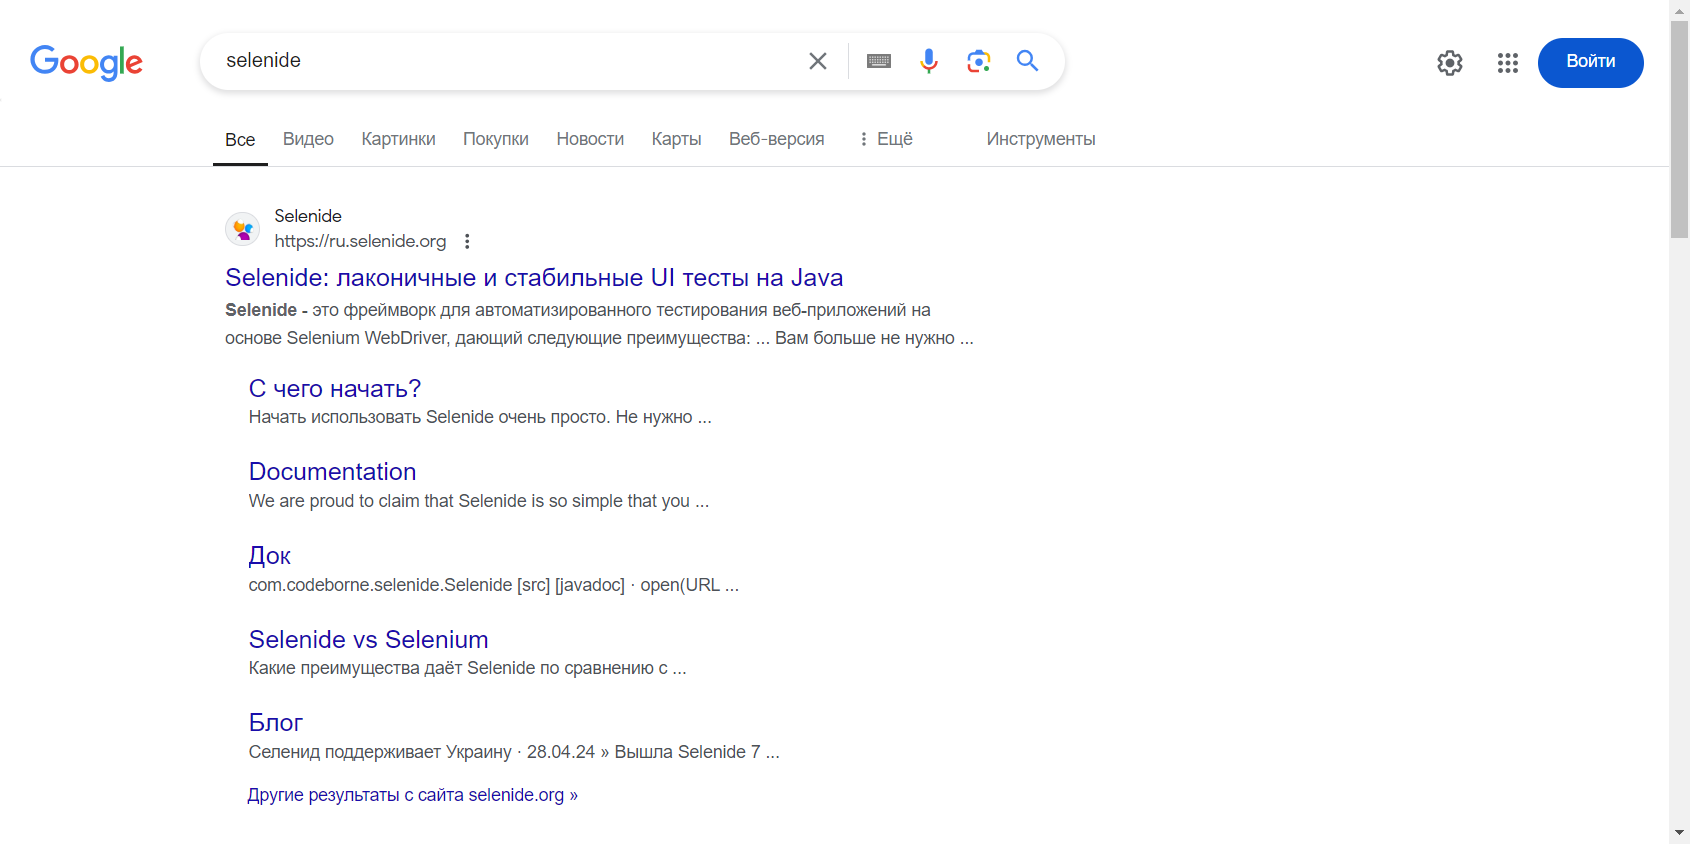 Google
selenide
Войти
Все Видео Картинки Покупки Новости Карты Веб-версия Ещё Инструменты
Selenide
https://ru.selenide.org
Selenide: лаконичные и стабильные UI тесты на Java
Selenide - это фреймворк для автоматизированного тестирования веб-приложений на
основе Selenium WebDriver, дающий следующие преимущества: ... Вам больше не нужно ...
С чего начать?
Начать использовать Selenide очень просто. Не нужно ...
Documentation
We are proud to claim that Selenide is so simple that you ...
Док
com.codeborne.selenide.Selenide [src] [javadoc] · open(URL ...
Selenide vs Selenium
Какие преимущества даёт Selenide по сравнению с ...
Блог
Селенид поддерживает Украину · 28.04.24 » Вышла Selenide 7 ...
Другие результаты с сайта selenide.org »